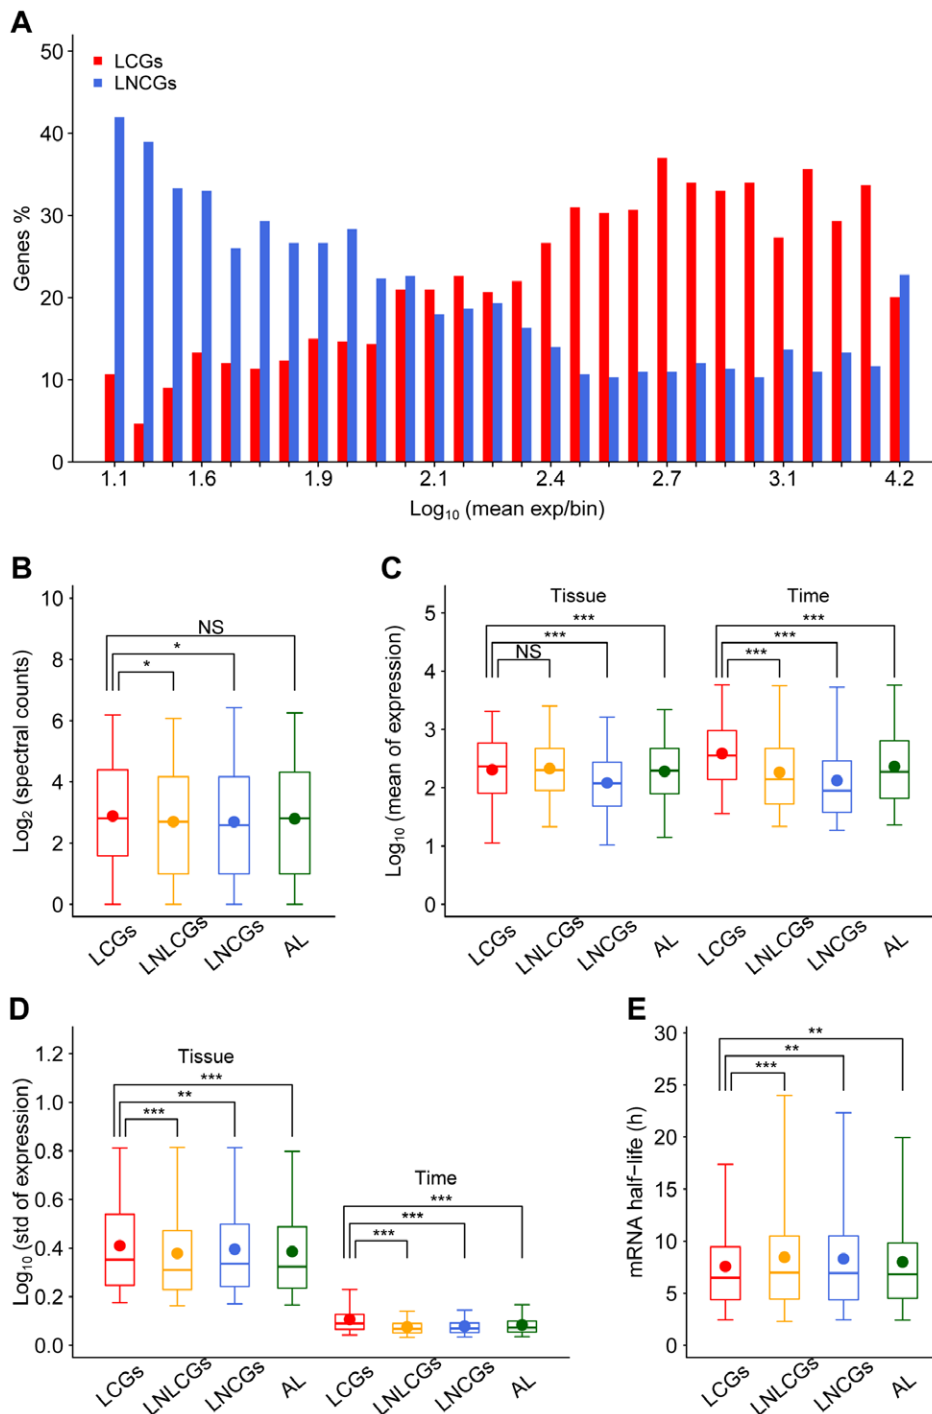 A
50
40
30
20
10
0
Genes %
LCGs
LNCGs
1.1 1.6 1.9 2.1 2.4 2.7 3.1 4.2
Log₁₀ (mean exp/bin)
B
10
8
6
4
2
0
Log₂ (spectral counts)
NS
*
*
LCGs LNLCGs LNCGs AL
C
5
4
3
2
1
0
Log₁₀ (mean of expression)
Tissue Time
*** ***
*** ***
NS ***
LCGs LNLCGs LNCGs AL LCGs LNLCGs LNCGs AL
D
1.2
1.0
0.8
0.6
0.4
0.2
0.0
Log₁₀ (std of expression)
Tissue
***
**
***
Time
***
***
***
LCGs LNLCGs LNCGs AL LCGs LNLCGs LNCGs AL
E
30
25
20
15
10
5
0
mRNA half−life (h)
**
**
***
LCGs LNLCGs LNCGs AL